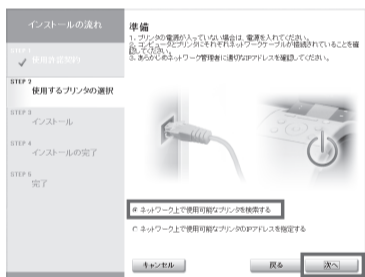 インストールの流れ
STEP 1
使用許諾契約
STEP 2
使用するプリンタの選択
STEP 3
インストール
STEP 4
インストールの完了
STEP 5
完了
準備
1. プリンタの電源が入っていない場合は、電源を入れてください。
2. コンピュータとプリンタにそれぞれネットワークケーブルが接続されていることを確
認してください。
3. あらかじめネットワーク管理者に適切なIPアドレスを確認してください。
ネットワーク上で使用可能なプリンタを検索する
ネットワーク上で使用可能なプリンタのIPアドレスを指定する
キャンセル
戻る
次へ